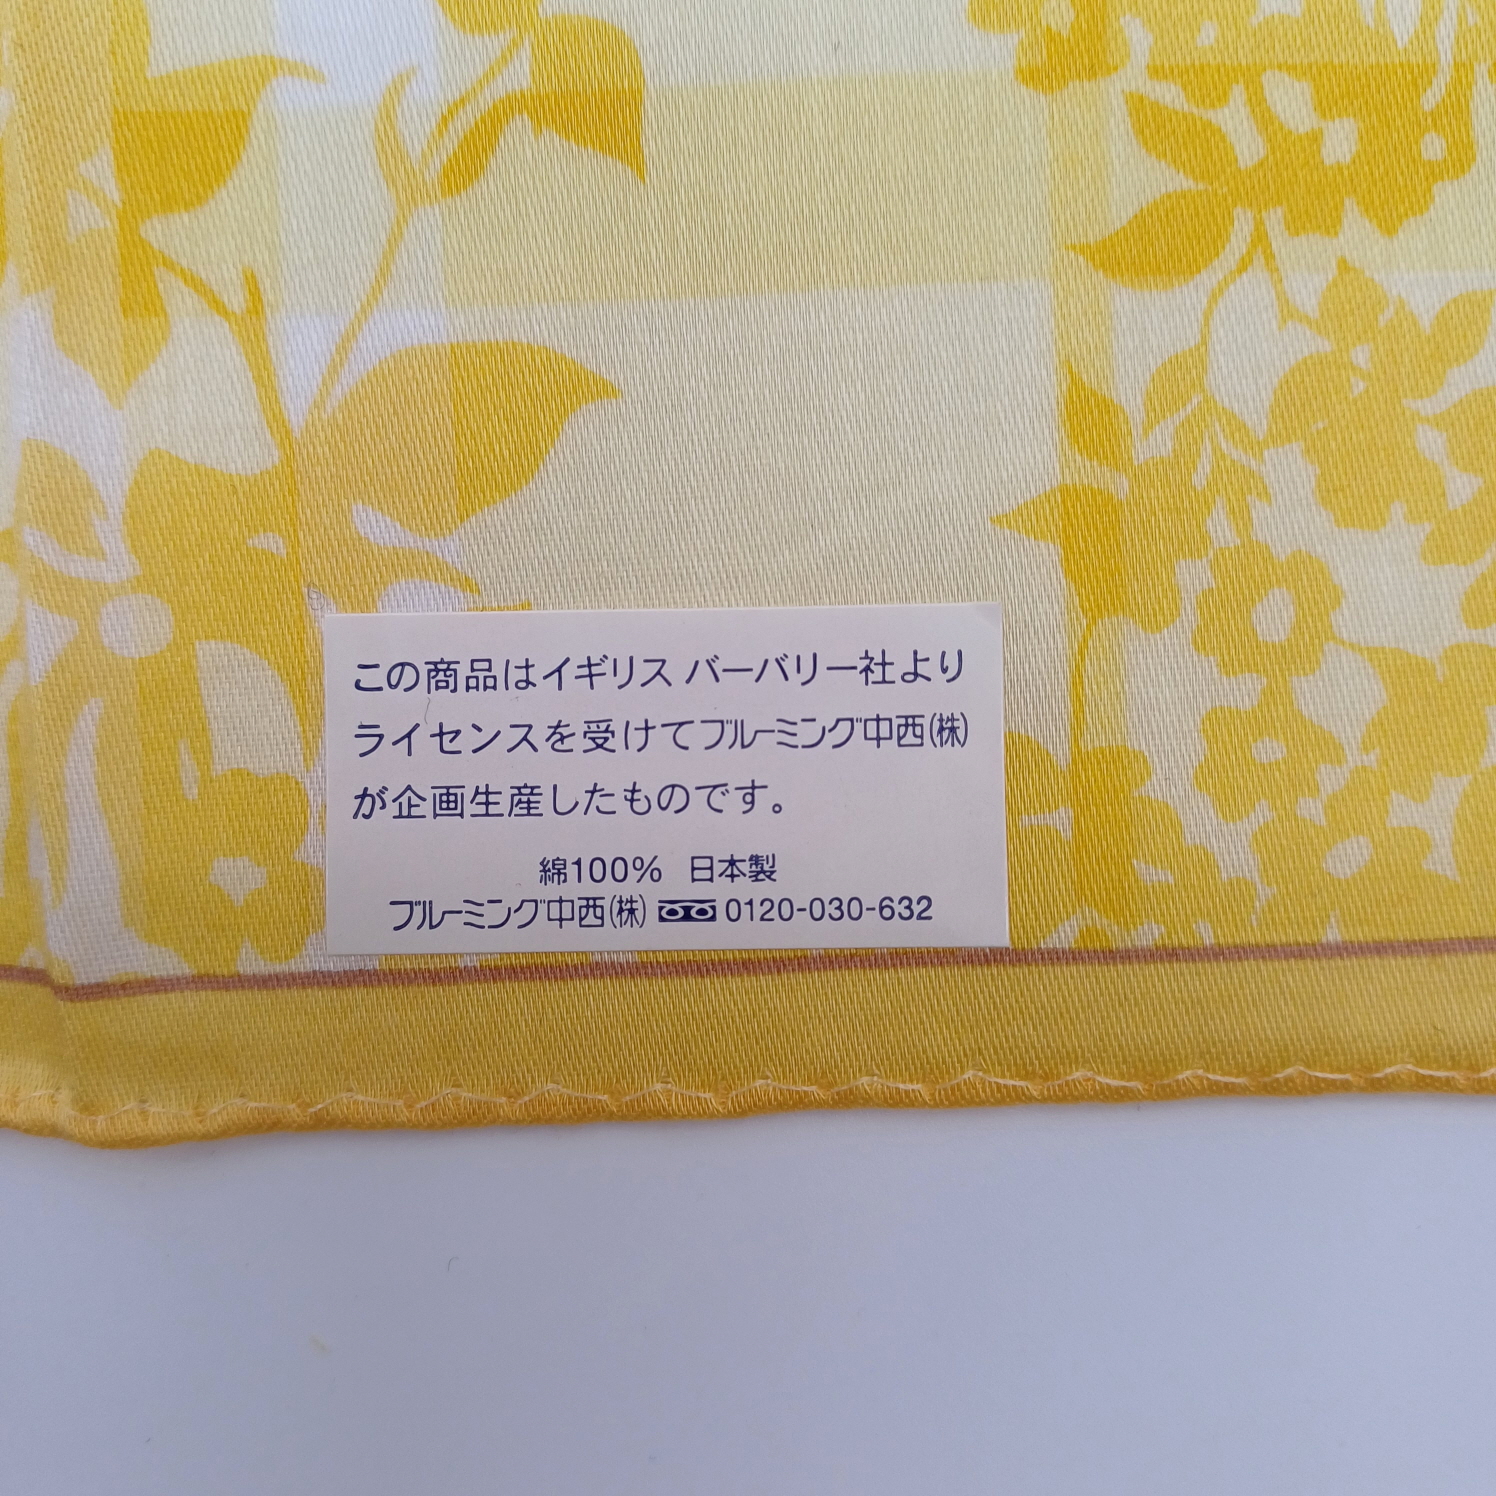 この商品はイギリス バーバリー社より
ライセンスを受けてブルーミング中西(株)
が企画生産したものです。
綿100% 日本製
ブルーミング中西(株) 0120-030-632